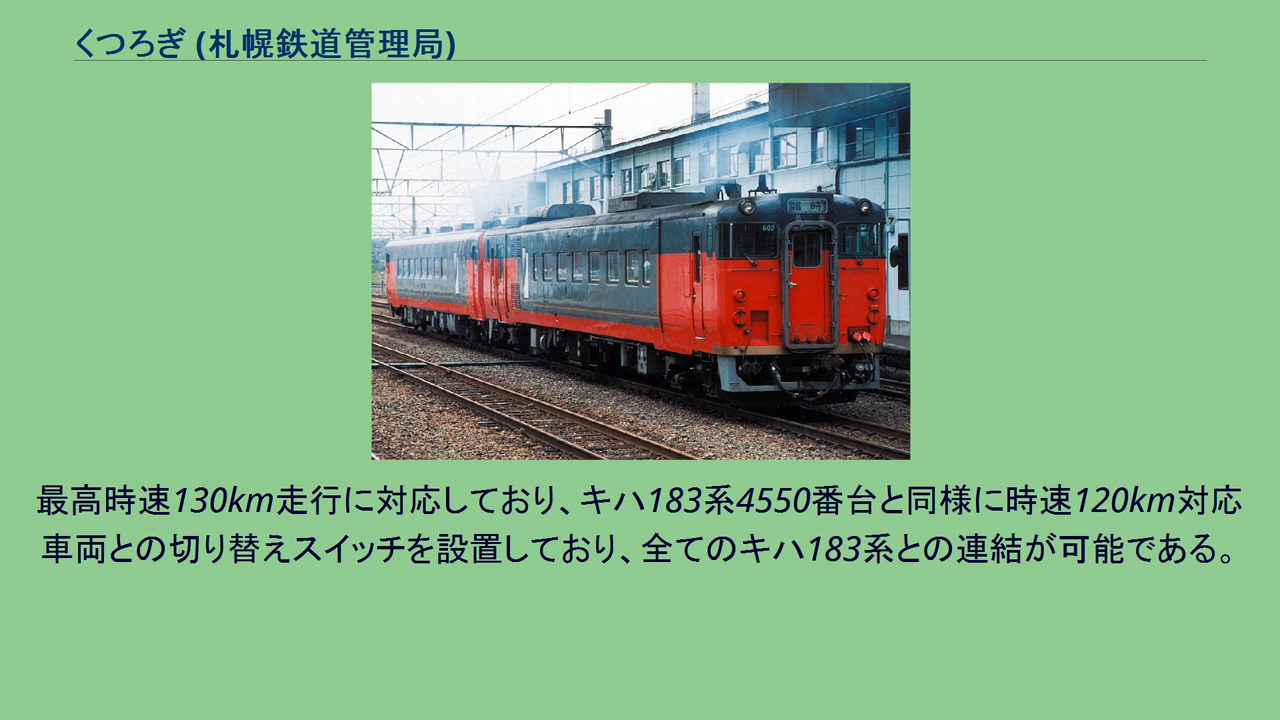 くつろぎ (札幌鉄道管理局)
臨時
502
最高時速130km走行に対応しており、キハ183系4550番台と同様に時速120km対応
車両との切り替えスイッチを設置しており、全てのキハ183系との連結が可能である。